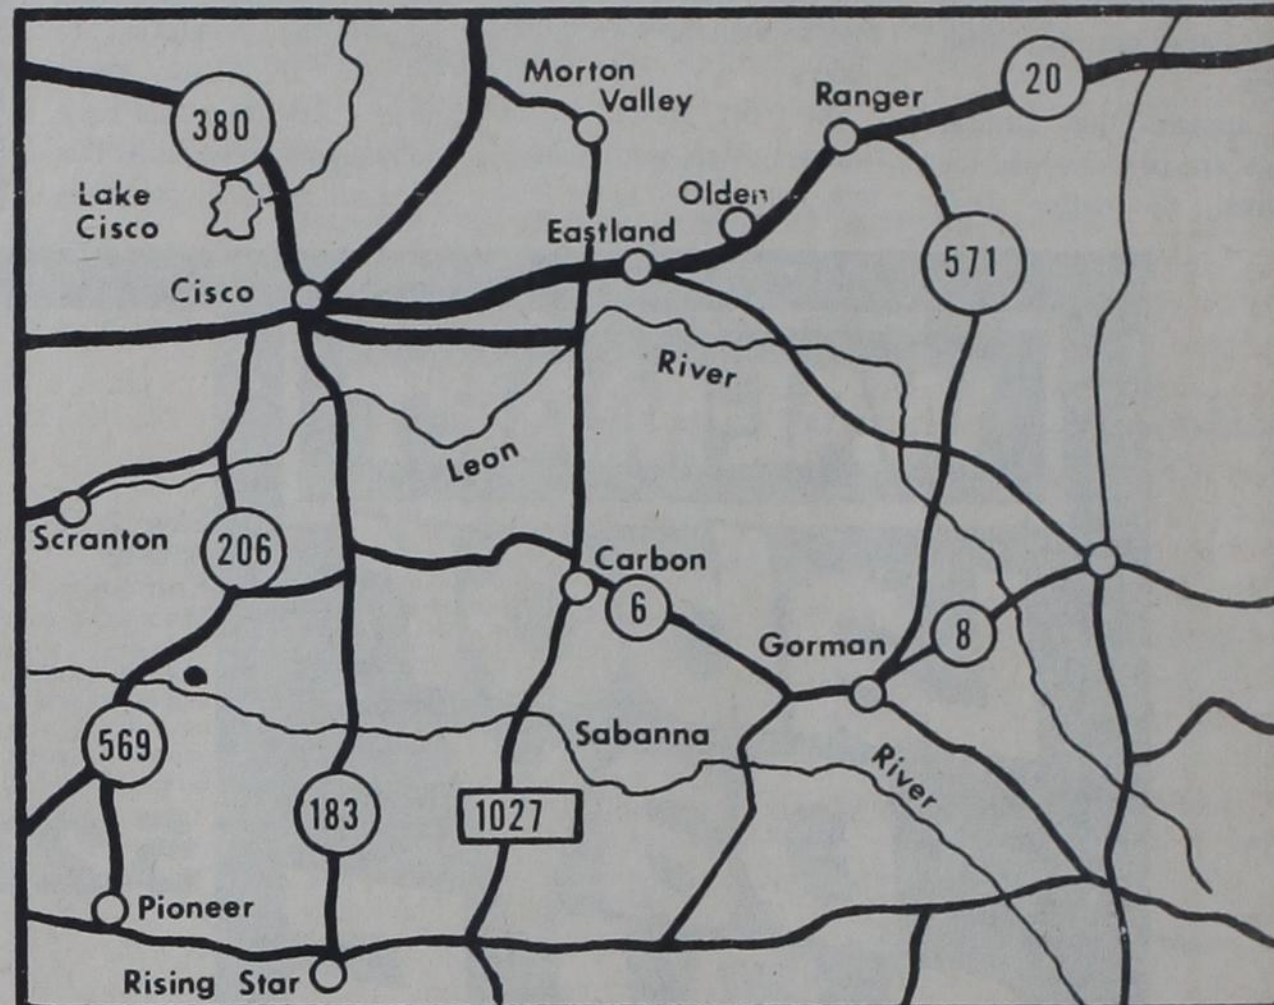 Morton
Valley
Ranger
20
380
Lake
Cisco
Olden
Eastland
571
Cisco
River
Leon
Scranton
206
Carbon
6
Gorman
8
Sabanna
569
River
183
1027
Pioneer
Rising Star